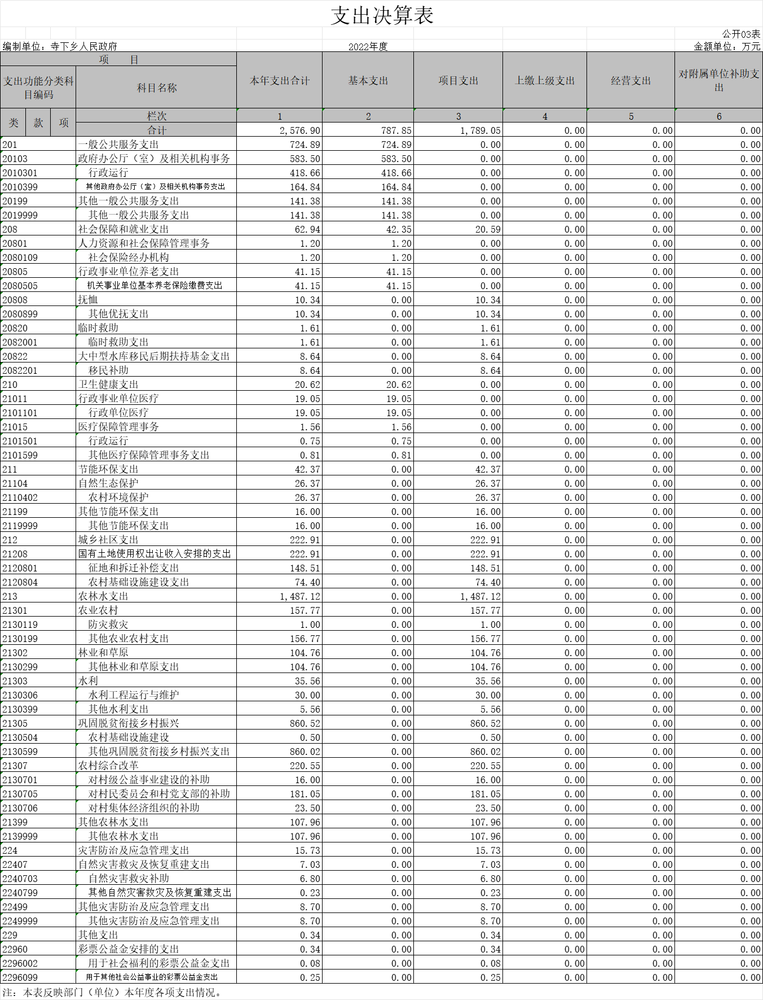 支出决算表
公开03表
编制单位：寺下乡人民政府 2022年度 金额单位：万元
项 目 本年支出合计 基本支出 项目支出 上缴上级支出 经营支出 对附属单位补助支出
支出功能分类科目编码 科目名称
类 款 项 栏次 1 2 3 4 5 6
合计 2,576.90 787.85 1,789.05 0.00 0.00 0.00
201 一般公共服务支出 724.89 724.89 0.00 0.00 0.00 0.00
20103 政府办公厅（室）及相关机构事务 583.50 583.50 0.00 0.00 0.00 0.00
2010301 行政运行 418.66 418.66 0.00 0.00 0.00 0.00
2010399 其他政府办公厅（室）及相关机构事务支出 164.84 164.84 0.00 0.00 0.00 0.00
20199 其他一般公共服务支出 141.38 141.38 0.00 0.00 0.00 0.00
2019999 其他一般公共服务支出 141.38 141.38 0.00 0.00 0.00 0.00
208 社会保障和就业支出 62.94 42.35 20.59 0.00 0.00 0.00
20801 人力资源和社会保障管理事务 1.20 1.20 0.00 0.00 0.00 0.00
2080109 社会保险经办机构 1.20 1.20 0.00 0.00 0.00 0.00
20805 行政事业单位养老支出 41.15 41.15 0.00 0.00 0.00 0.00
2080505 机关事业单位基本养老保险缴费支出 41.15 41.15 0.00 0.00 0.00 0.00
20808 抚恤 10.34 0.00 10.34 0.00 0.00 0.00
2080899 其他优抚支出 10.34 0.00 10.34 0.00 0.00 0.00
20820 临时救助 1.61 0.00 1.61 0.00 0.00 0.00
2082001 临时救助支出 1.61 0.00 1.61 0.00 0.00 0.00
20822 大中型水库移民后期扶持基金支出 8.64 0.00 8.64 0.00 0.00 0.00
2082201 移民补助 8.64 0.00 8.64 0.00 0.00 0.00
210 卫生健康支出 20.62 20.62 0.00 0.00 0.00 0.00
21011 行政事业单位医疗 19.05 19.05 0.00 0.00 0.00 0.00
2101101 行政单位医疗 19.05 19.05 0.00 0.00 0.00 0.00
21015 医疗保障管理事务 1.56 1.56 0.00 0.00 0.00 0.00
2101501 行政运行 0.75 0.75 0.00 0.00 0.00 0.00
2101599 其他医疗保障管理事务支出 0.81 0.81 0.00 0.00 0.00 0.00
211 节能环保支出 42.37 0.00 42.37 0.00 0.00 0.00
21104 自然生态保护 26.37 0.00 26.37 0.00 0.00 0.00
2110402 农村环境保护 26.37 0.00 26.37 0.00 0.00 0.00
21199 其他节能环保支出 16.00 0.00 16.00 0.00 0.00 0.00
2119999 其他节能环保支出 16.00 0.00 16.00 0.00 0.00 0.00
212 城乡社区支出 222.91 0.00 222.91 0.00 0.00 0.00
21208 国有土地使用权出让收入安排的支出 222.91 0.00 222.91 0.00 0.00 0.00
2120801 征地和拆迁补偿支出 148.51 0.00 148.51 0.00 0.00 0.00
2120804 农村基础设施建设支出 74.40 0.00 74.40 0.00 0.00 0.00
213 农林水支出 1,487.12 0.00 1,487.12 0.00 0.00 0.00
21301 农业农村 157.77 0.00 157.77 0.00 0.00 0.00
2130119 防灾救灾 1.00 0.00 1.00 0.00 0.00 0.00
2130199 其他农业农村支出 156.77 0.00 156.77 0.00 0.00 0.00
21302 林业和草原 104.76 0.00 104.76 0.00 0.00 0.00
2130299 其他林业和草原支出 104.76 0.00 104.76 0.00 0.00 0.00
21303 水利 35.56 0.00 35.56 0.00 0.00 0.00
2130306 水利工程运行与维护 30.00 0.00 30.00 0.00 0.00 0.00
2130399 其他水利支出 5.56 0.00 5.56 0.00 0.00 0.00
21305 巩固脱贫衔接乡村振兴 860.52 0.00 860.52 0.00 0.00 0.00
2130504 农村基础设施建设 0.50 0.00 0.50 0.00 0.00 0.00
2130599 其他巩固脱贫衔接乡村振兴支出 860.02 0.00 860.02 0.00 0.00 0.00
21307 农村综合改革 220.55 0.00 220.55 0.00 0.00 0.00
2130701 对村级公益事业建设的补助 16.00 0.00 16.00 0.00 0.00 0.00
2130705 对村民委员会和村党支部的补助 181.05 0.00 181.05 0.00 0.00 0.00
2130706 对村集体经济组织的补助 23.50 0.00 23.50 0.00 0.00 0.00
21399 其他农林水支出 107.96 0.00 107.96 0.00 0.00 0.00
2139999 其他农林水支出 107.96 0.00 107.96 0.00 0.00 0.00
224 灾害防治及应急管理支出 15.73 0.00 15.73 0.00 0.00 0.00
22407 自然灾害救灾及恢复重建支出 7.03 0.00 7.03 0.00 0.00 0.00
2240703 自然灾害救灾补助 6.80 0.00 6.80 0.00 0.00 0.00
2240799 其他自然灾害救灾及恢复重建支出 0.23 0.00 0.23 0.00 0.00 0.00
22499 其他灾害防治及应急管理支出 8.70 0.00 8.70 0.00 0.00 0.00
2249999 其他灾害防治及应急管理支出 8.70 0.00 8.70 0.00 0.00 0.00
229 其他支出 0.34 0.00 0.34 0.00 0.00 0.00
22960 彩票公益金安排的支出 0.34 0.00 0.34 0.00 0.00 0.00
2296002 用于社会福利的彩票公益金支出 0.08 0.00 0.08 0.00 0.00 0.00
2296099 用于其他社会公益事业的彩票公益金支出 0.25 0.00 0.25 0.00 0.00 0.00
注：本表反映部门（单位）本年度各项支出情况。